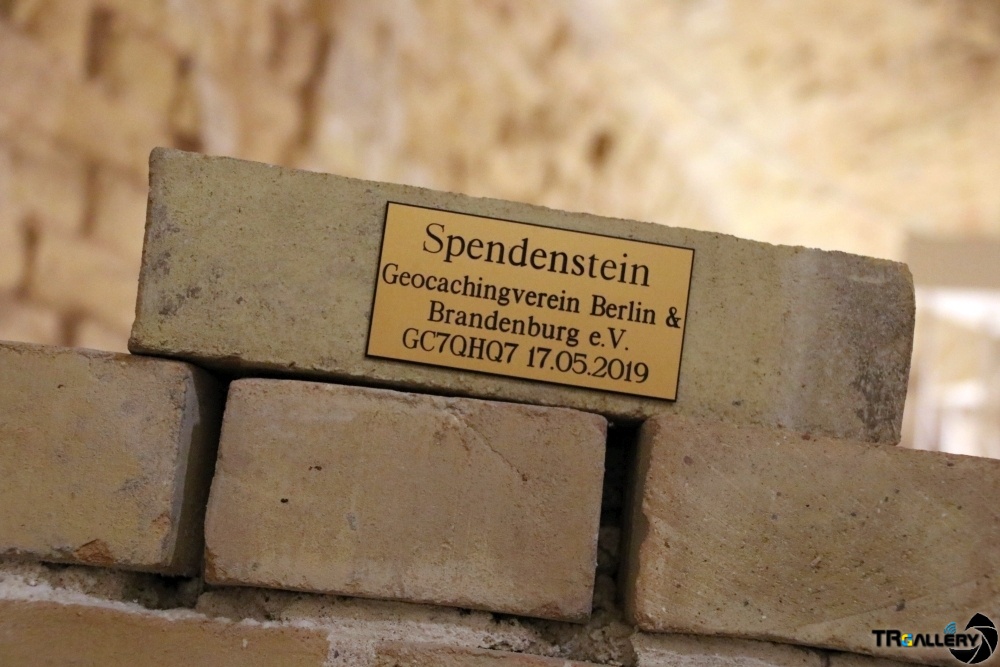 Spendenstein
Geocachingverein Berlin &
Brandenburg e.V.
GC7QHQ7 17.05.2019
TRGALLERY